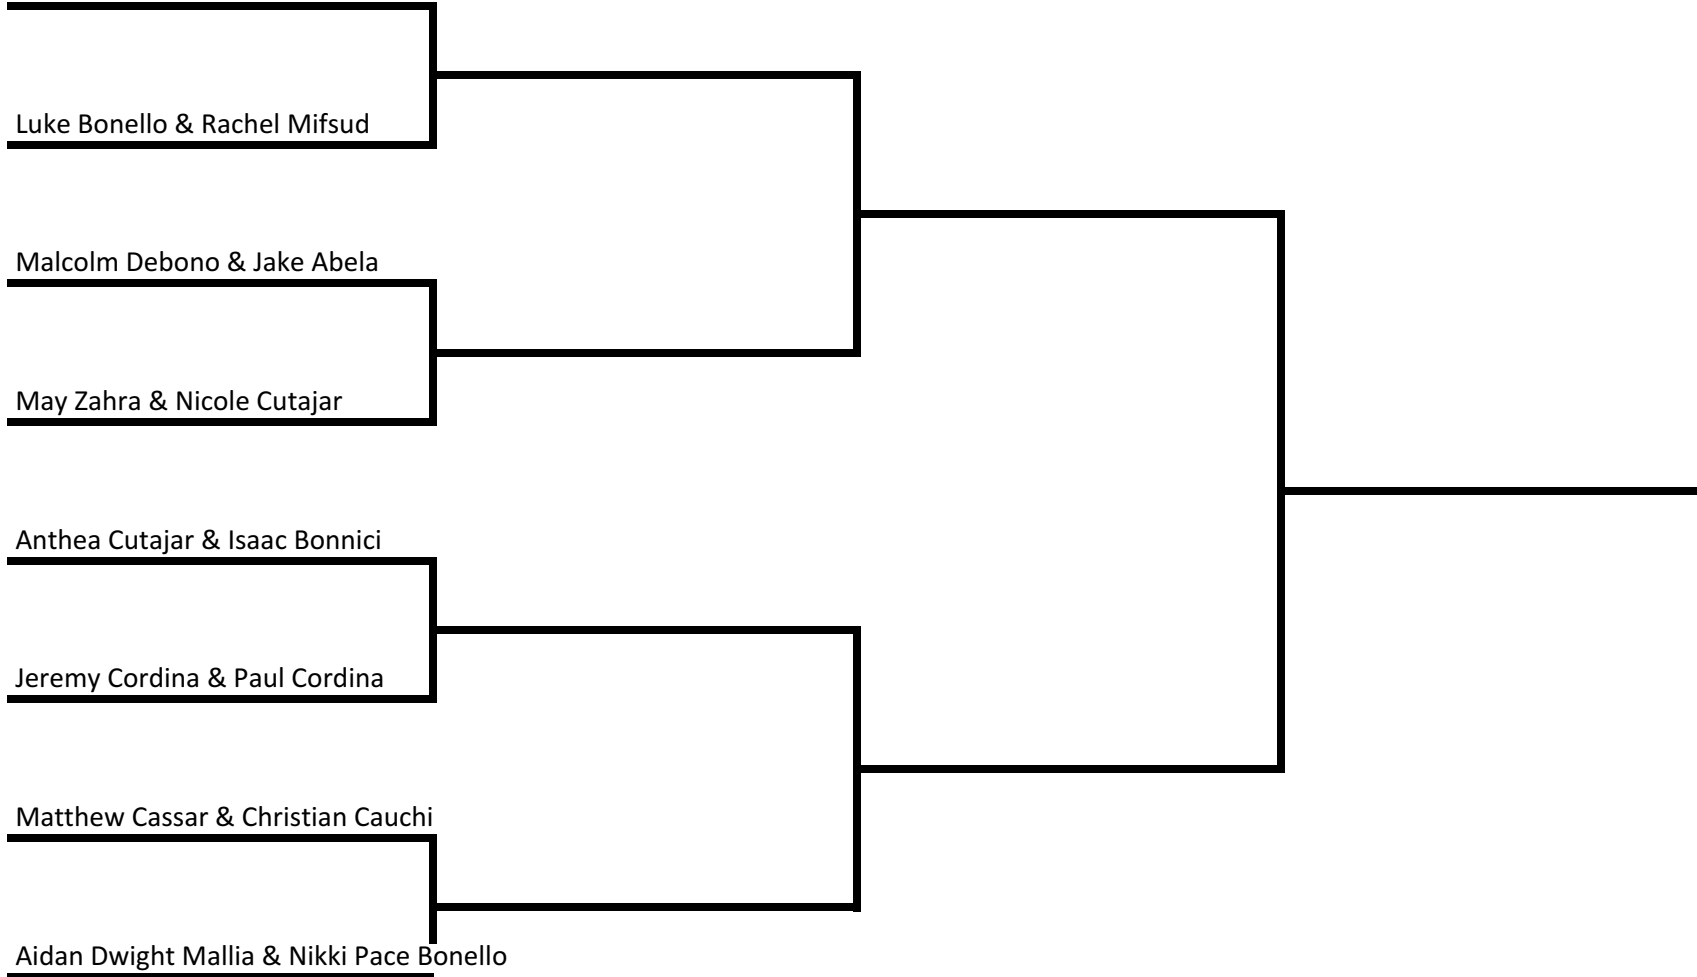 Luke Bonello & Rachel Mifsud
Malcolm Debono & Jake Abela
May Zahra & Nicole Cutajar
Anthea Cutajar & Isaac Bonnici
Jeremy Cordina & Paul Cordina
Matthew Cassar & Christian Cauchi
Aidan Dwight Mallia & Nikki Pace Bonello